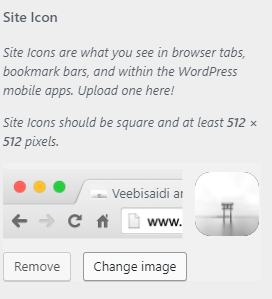 Site Icon
Site Icons are what you see in browser tabs,
bookmark bars, and within the WordPress
mobile apps. Upload one here!
Site Icons should be square and at least 512 ×
512 pixels.
Veebisaidi ar
www.
Remove
Change image